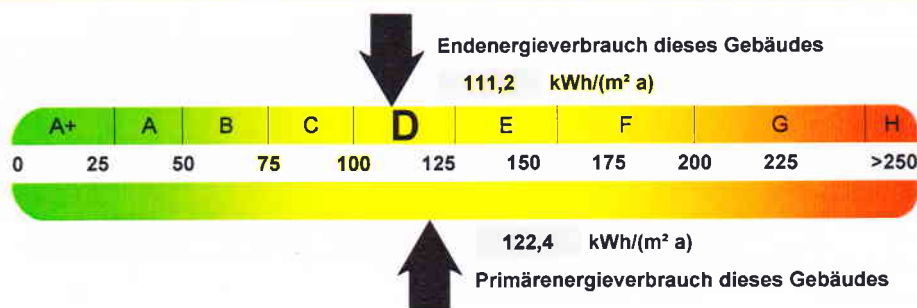 Endenergieverbrauch dieses Gebäudes
111,2 kWh/(m² a)
A+ A B C D E F G H
0 25 50 75 100 125 150 175 200 225 >250
122,4 kWh/(m² a)
Primärenergieverbrauch dieses Gebäudes